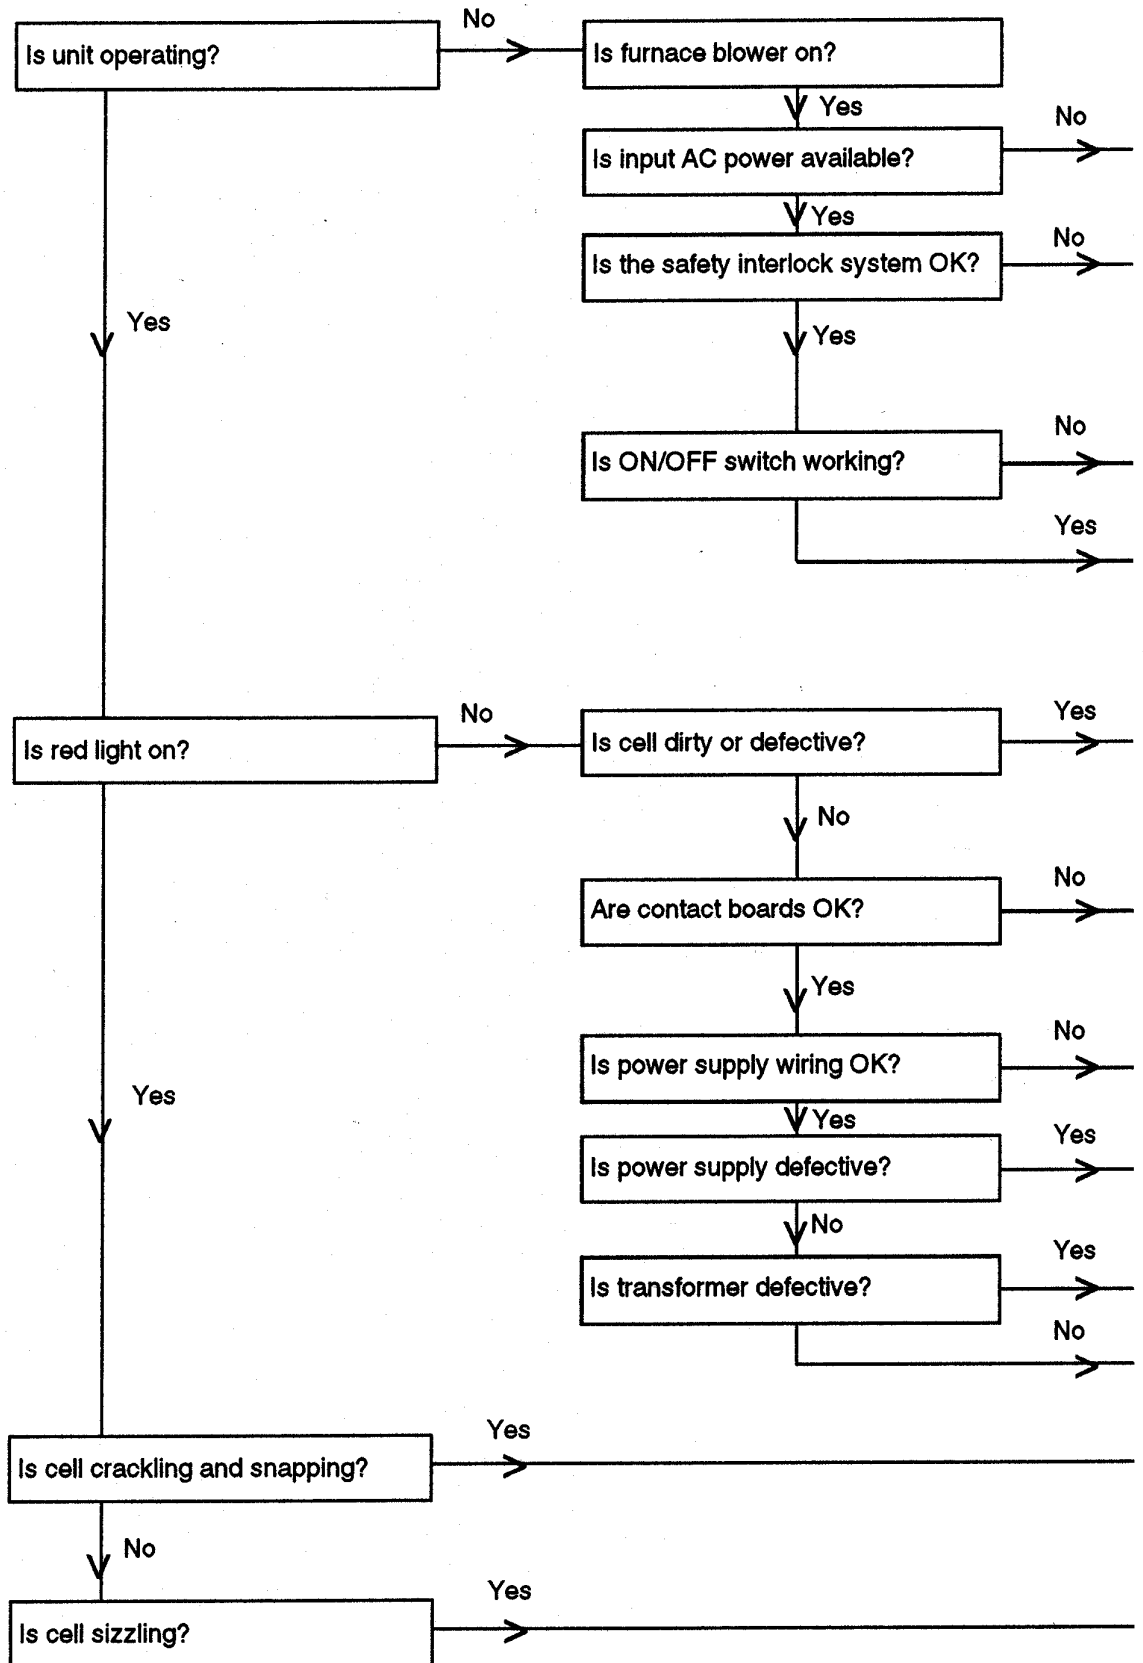 No
Is unit operating?
Is furnace blower on?
Yes
No
Is input AC power available?
Yes
No
Is the safety interlock system OK?
Yes
Yes
No
Is ON/OFF switch working?
Yes
No
Yes
Is red light on?
Is cell dirty or defective?
No
No
Are contact boards OK?
Yes
No
Is power supply wiring OK?
Yes
Yes
Yes
Is power supply defective?
No
Yes
Is transformer defective?
No
Yes
Is cell crackling and snapping?
No
Yes
Is cell sizzling?